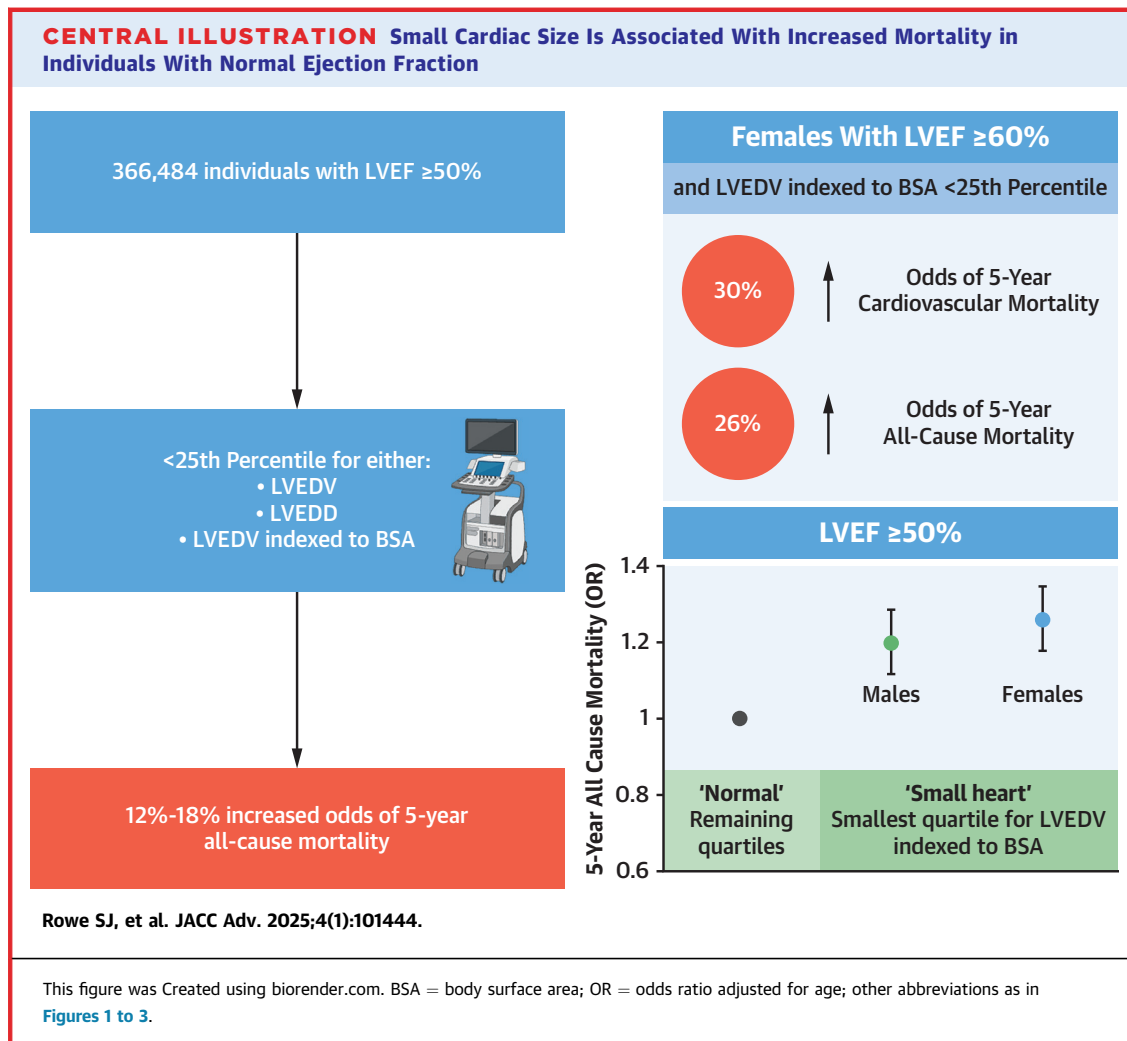 CENTRAL ILLUSTRATION Small Cardiac Size Is Associated With Increased Mortality in
Individuals With Normal Ejection Fraction
366,484 individuals with LVEF ≥50%
<25th Percentile for either:
• LVEDV
• LVEDD
• LVEDV indexed to BSA
12%-18% increased odds of 5-year
all-cause mortality
Females With LVEF ≥60%
and LVEDV indexed to BSA <25th Percentile
30%
Odds of 5-Year
Cardiovascular Mortality
26%
Odds of 5-Year
All-Cause Mortality
LVEF ≥50%
5-Year All Cause Mortality (OR)
1.4
1.2
1
0.8
0.6
Males
Females
'Normal'
Remaining
quartiles
'Small heart'
Smallest quartile for LVEDV
indexed to BSA
Rowe SJ, et al. JACC Adv. 2025;4(1):101444.
This figure was Created using biorender.com. BSA = body surface area; OR = odds ratio adjusted for age; other abbreviations as in
Figures 1 to 3.